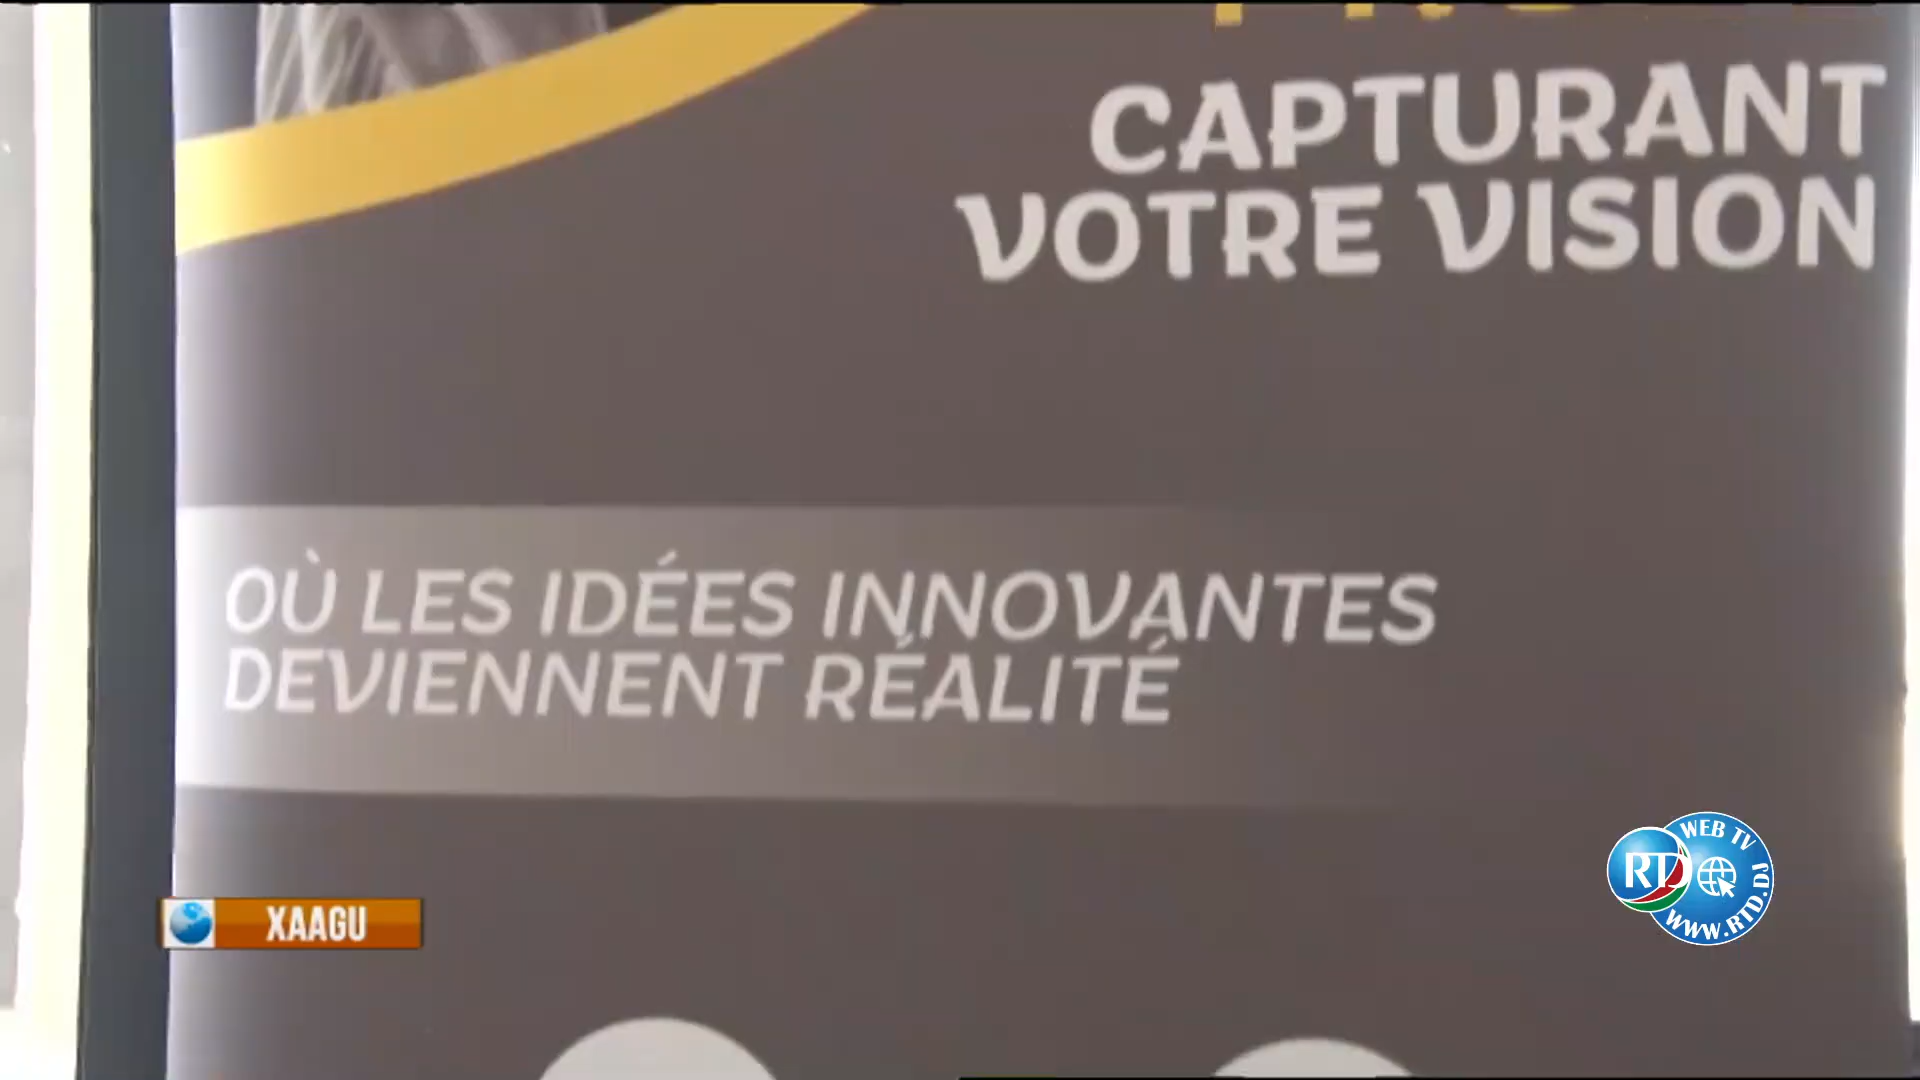 CAPTURANT
VOTRE VISION
OÙ LES IDÉES INNOVANTES
DEVIENNENT RÉALITÉ
XAAGU
WEB TV
RTD
WWW.RTD.DJ